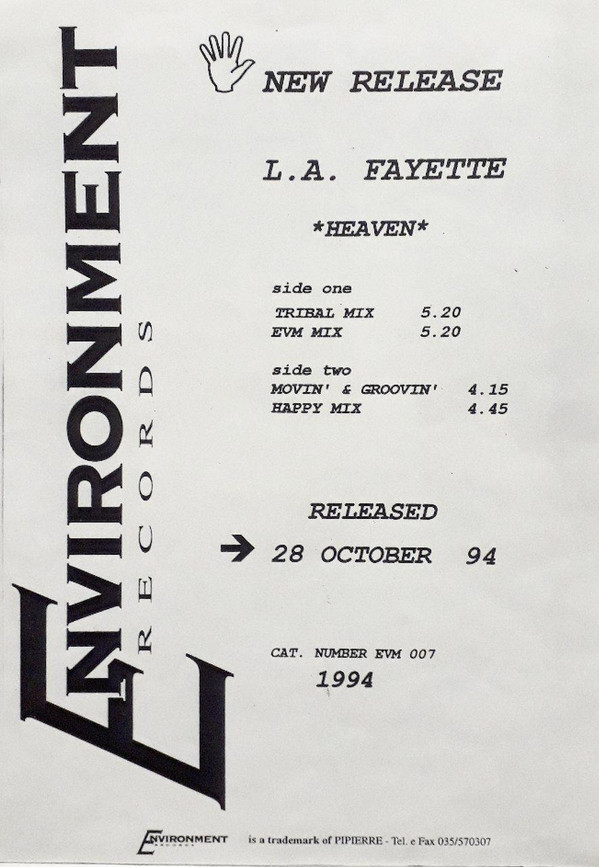 ENVIRONMENT
RECORDS
NEW RELEASE
L.A. FAYETTE
*HEAVEN*
side one
TRIBAL MIX 5.20
EVM MIX 5.20
side two
MOVIN' & GROOVIN' 4.15
HAPPY MIX 4.45
RELEASED
28 OCTOBER 94
CAT. NUMBER EVM 007
1994
ENVIRONMENT
RECORDS
is a trademark of PIPIERRE - Tel. e Fax 035/570307